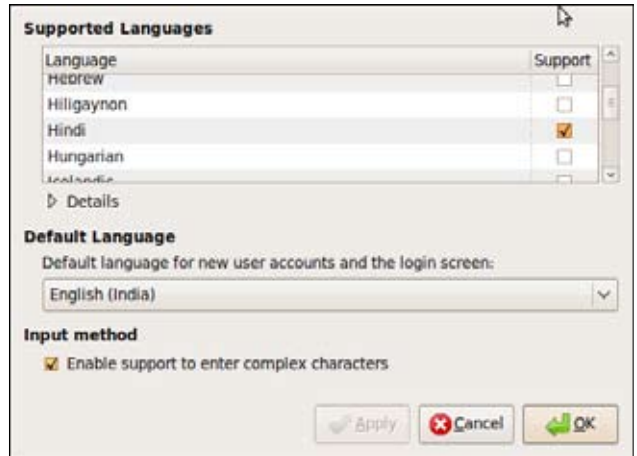 Supported Languages
Language Support
Hebrew
Hiligaynon
Hindi
Hungarian
Icelandic
Details
Default Language
Default language for new user accounts and the login screen:
English (India)
Input method
Enable support to enter complex characters
Apply Cancel OK